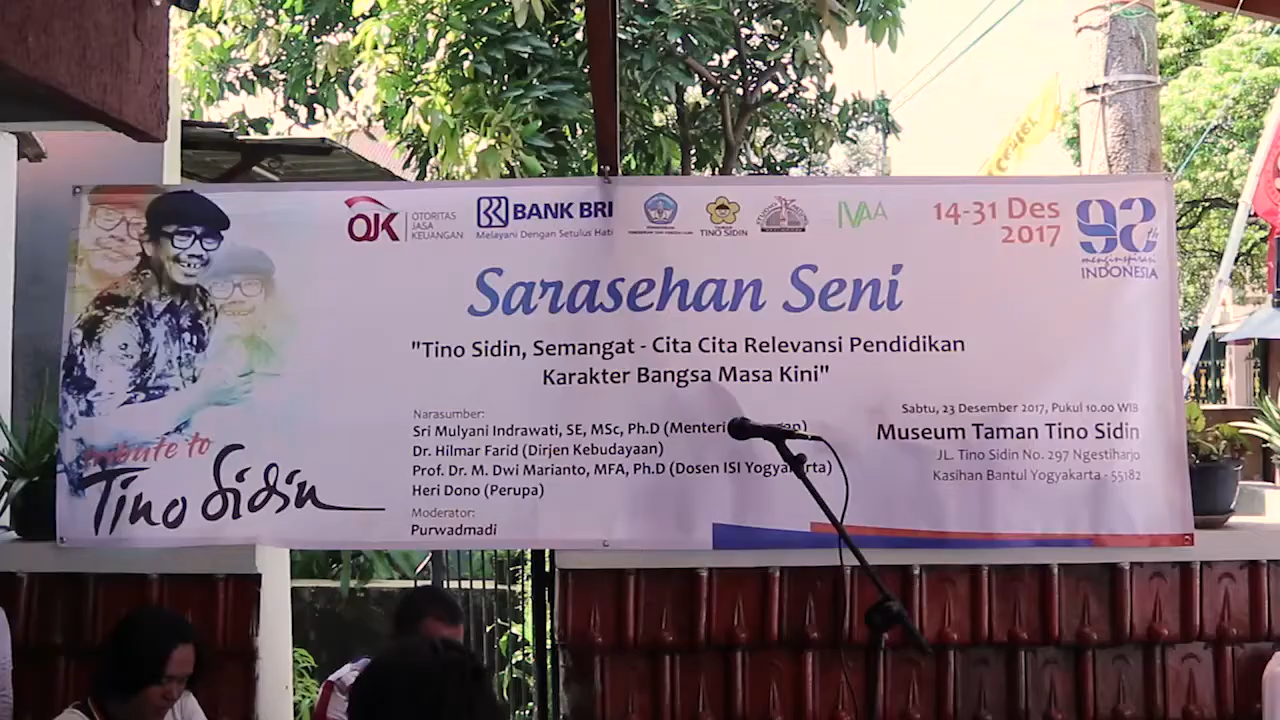 OJK OTORITAS JASA KEUANGAN
BANK BRI
Melayani Dengan Setulus Hati
TAMAN
TINO SIDIN
IVAA
14-31 Des
2017
92th
menginspirasi
INDONESIA
Sarasehan Seni
"Tino Sidin, Semangat - Cita Cita Relevansi Pendidikan
Karakter Bangsa Masa Kini"
tribute to
Tino Sidin
Narasumber:
Sri Mulyani Indrawati, SE, MSc, Ph.D (Menteri
Dr. Hilmar Farid (Dirjen Kebudayaan)
Prof. Dr. M. Dwi Marianto, MFA, Ph.D (Dosen ISI Yogyakarta)
Heri Dono (Perupa)
Moderator:
Purwadmadi
Sabtu, 23 Desember 2017, Pukul 10.00 WIB
Museum Taman Tino Sidin
JL. Tino Sidin No. 297 Ngestiharjo
Kasihan Bantul Yogyakarta - 55182